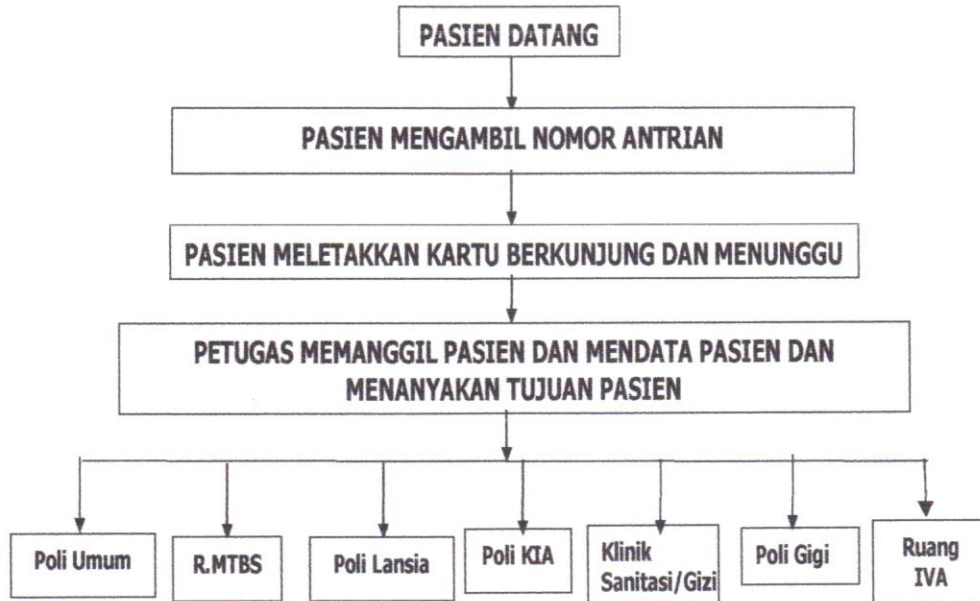 PASIEN DATANG
PASIEN MENGAMBIL NOMOR ANTRIAN
PASIEN MELETAKKAN KARTU BERKUNJUNG DAN MENUNGGU
PETUGAS MEMANGGIL PASIEN DAN MENDATA PASIEN DAN
MENANYAKAN TUJUAN PASIEN
Poli Umum
R.MTBS
Poli Lansia
Poli KIA
Klinik
Sanitasi/Gizi
Poli Gigi
Ruang
IVA